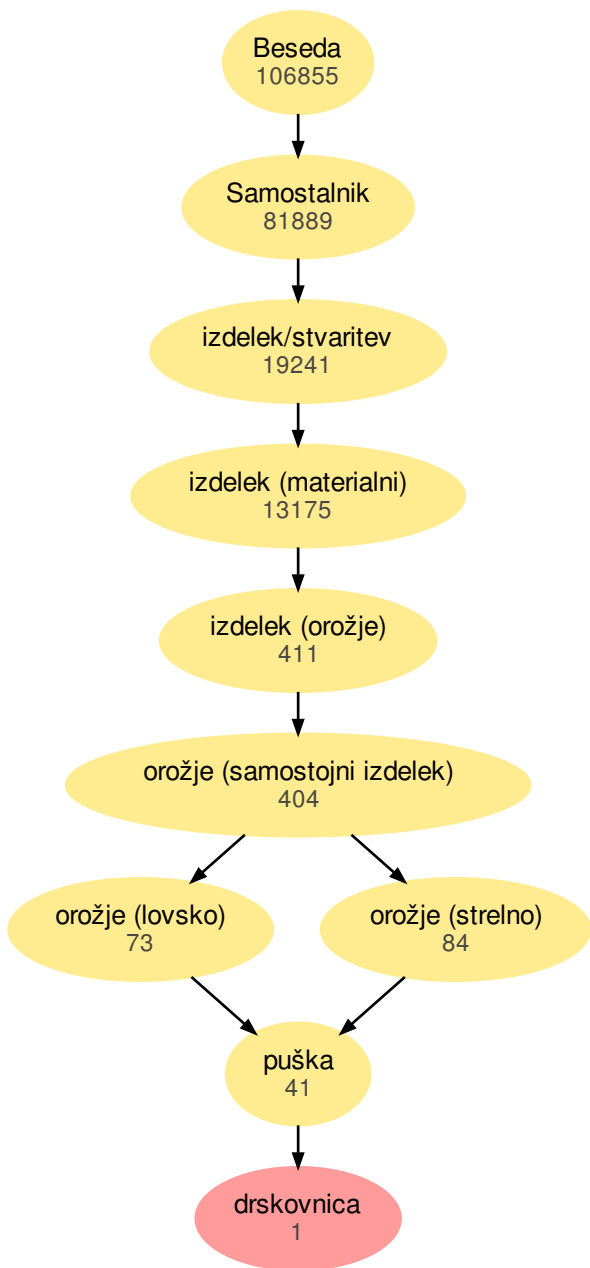 Beseda
106855
Samostalnik
81889
izdelek/stvaritev
19241
izdelek (materialni)
13175
izdelek (orožje)
411
orožje (samostojni izdelek)
404
orožje (lovsko)
73
orožje (strelno)
84
puška
41
drskovnica
1